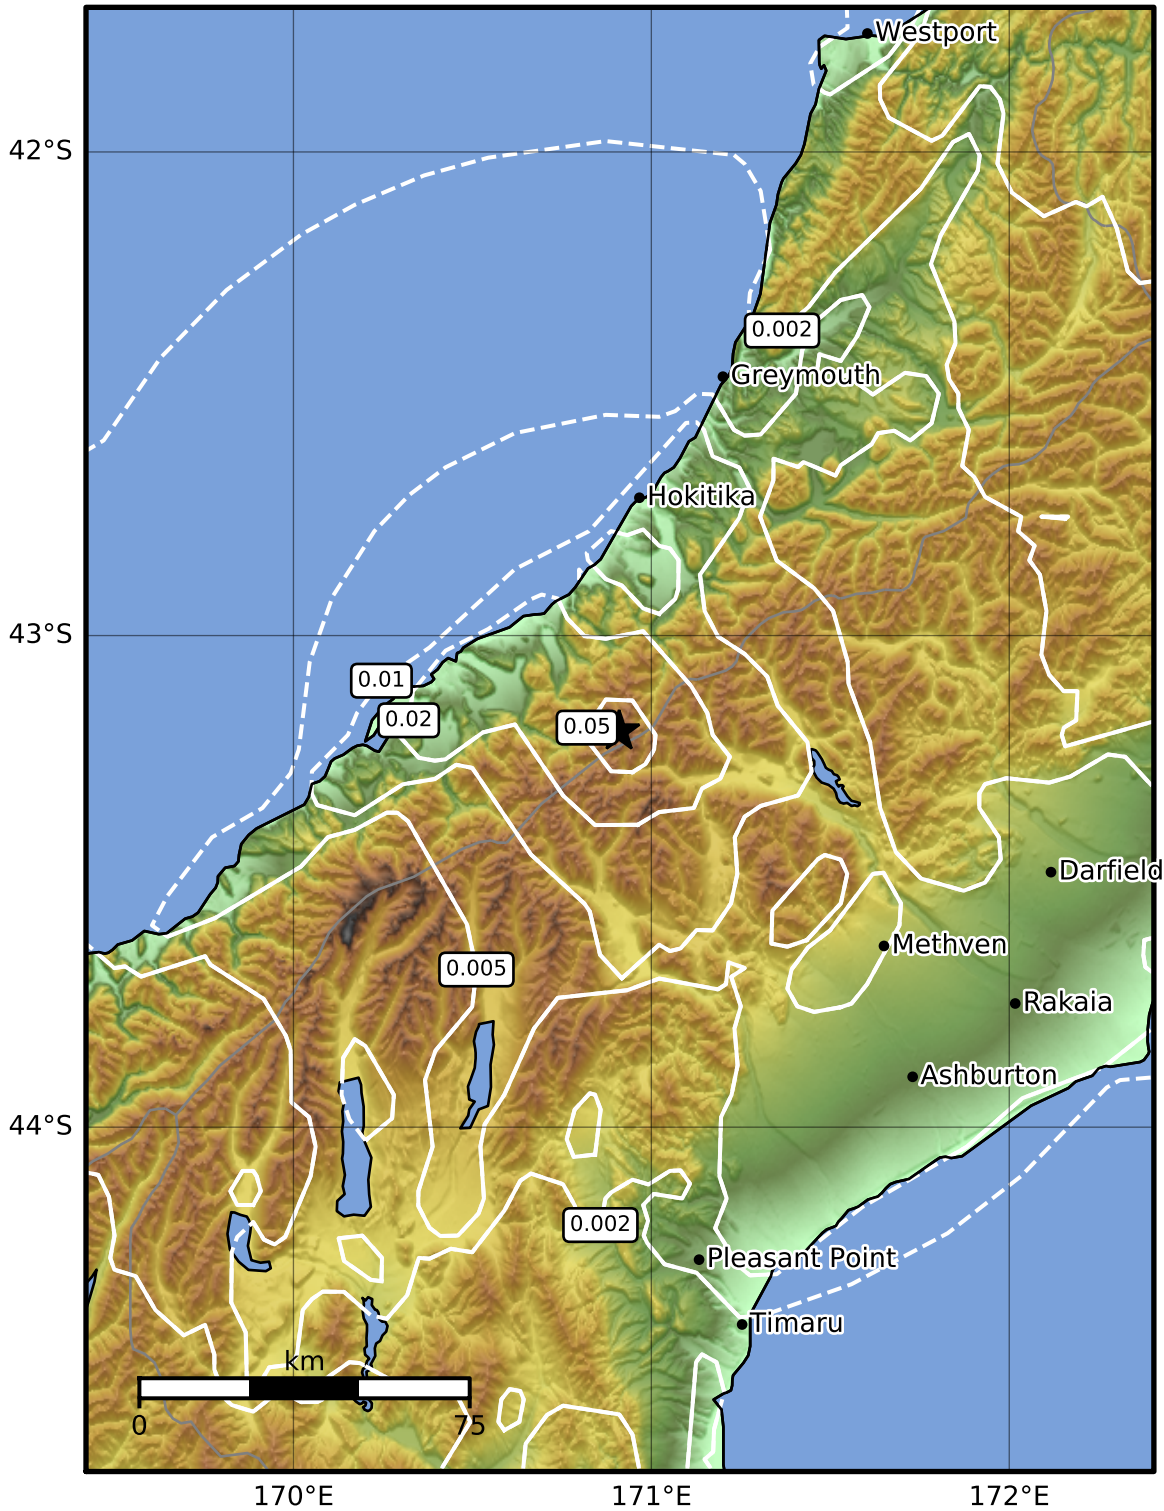 Westport
42°S
0.002
Greymouth
Hokitika
43°S
0.01
0.02
0.05
Darfield
Methven
0.005
Rakaia
Ashburton
44°S
0.002
Pleasant Point
Timaru
km
0 75
170°E 171°E 172°E